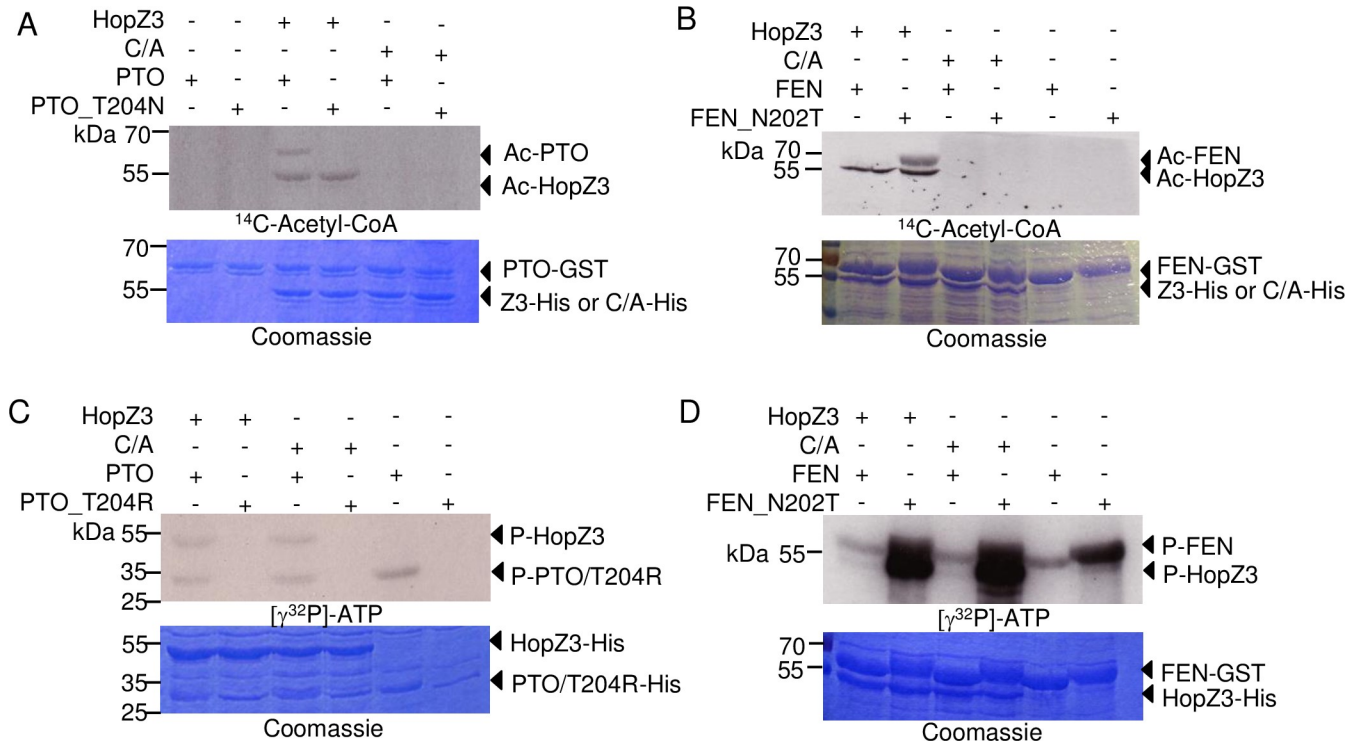 A
HopZ3 - - + + - -
C/A - - - - + +
PTO + - + - + -
PTO_T204N - + - + - +
kDa 70
55
Ac-PTO
Ac-HopZ3
14C-Acetyl-CoA
70
55
PTO-GST
Z3-His or C/A-His
Coomassie
B
HopZ3 + + - - - -
C/A - - + + - -
FEN + - + - + -
FEN_N202T - + - + - +
kDa 70
55
Ac-FEN
Ac-HopZ3
14C-Acetyl-CoA
70
55
FEN-GST
Z3-His or C/A-His
Coomassie
C
HopZ3 + + - - - -
C/A - - + + - -
PTO + - + - + -
PTO_T204R - + - + - +
kDa 55
35
25
P-HopZ3
P-PTO/T204R
[γ32P]-ATP
55
35
25
HopZ3-His
PTO/T204R-His
Coomassie
D
HopZ3 + + - - - -
C/A - - + + - -
FEN + - + - + -
FEN_N202T - + - + - +
kDa 55
P-FEN
P-HopZ3
[γ32P]-ATP
70
55
FEN-GST
HopZ3-His
Coomassie